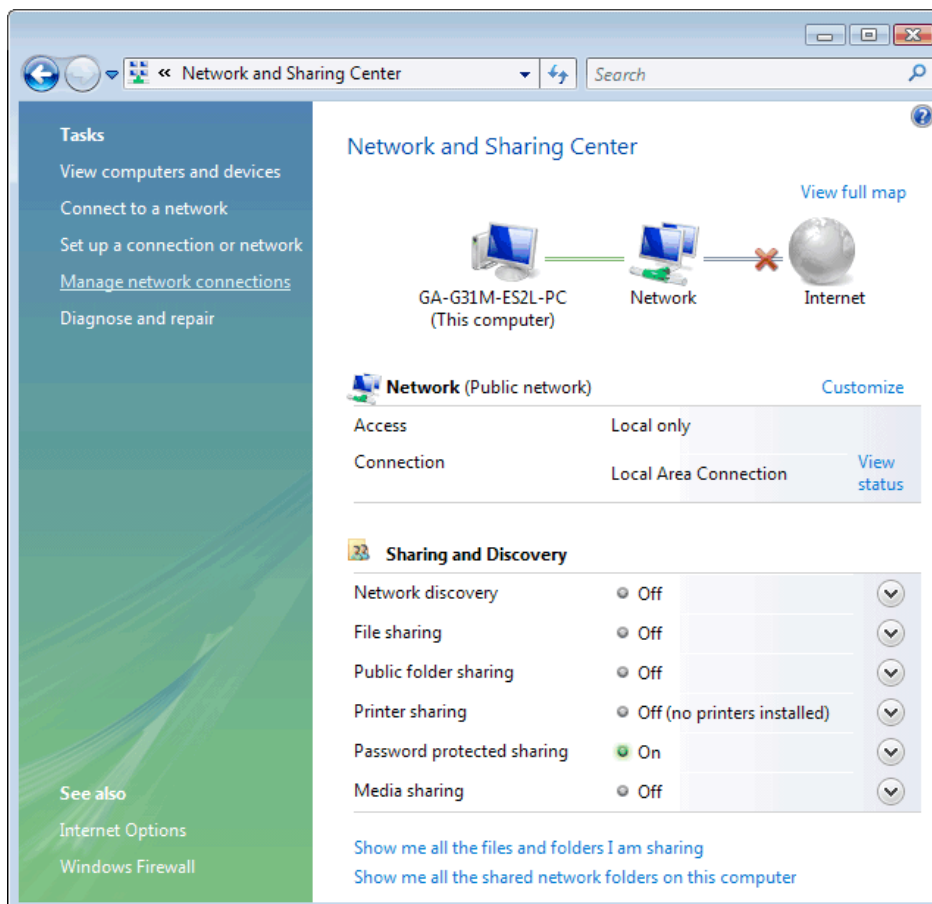 « Network and Sharing Center
Search
Tasks
View computers and devices
Connect to a network
Set up a connection or network
Manage network connections
Diagnose and repair
See also
Internet Options
Windows Firewall
Network and Sharing Center
View full map
GA-G31M-ES2L-PC
(This computer)
Network
Internet
Network (Public network)
Customize
Access
Local only
Connection
Local Area Connection
View
status
Sharing and Discovery
Network discovery
Off
File sharing
Off
Public folder sharing
Off
Printer sharing
Off (no printers installed)
Password protected sharing
On
Media sharing
Off
Show me all the files and folders I am sharing
Show me all the shared network folders on this computer